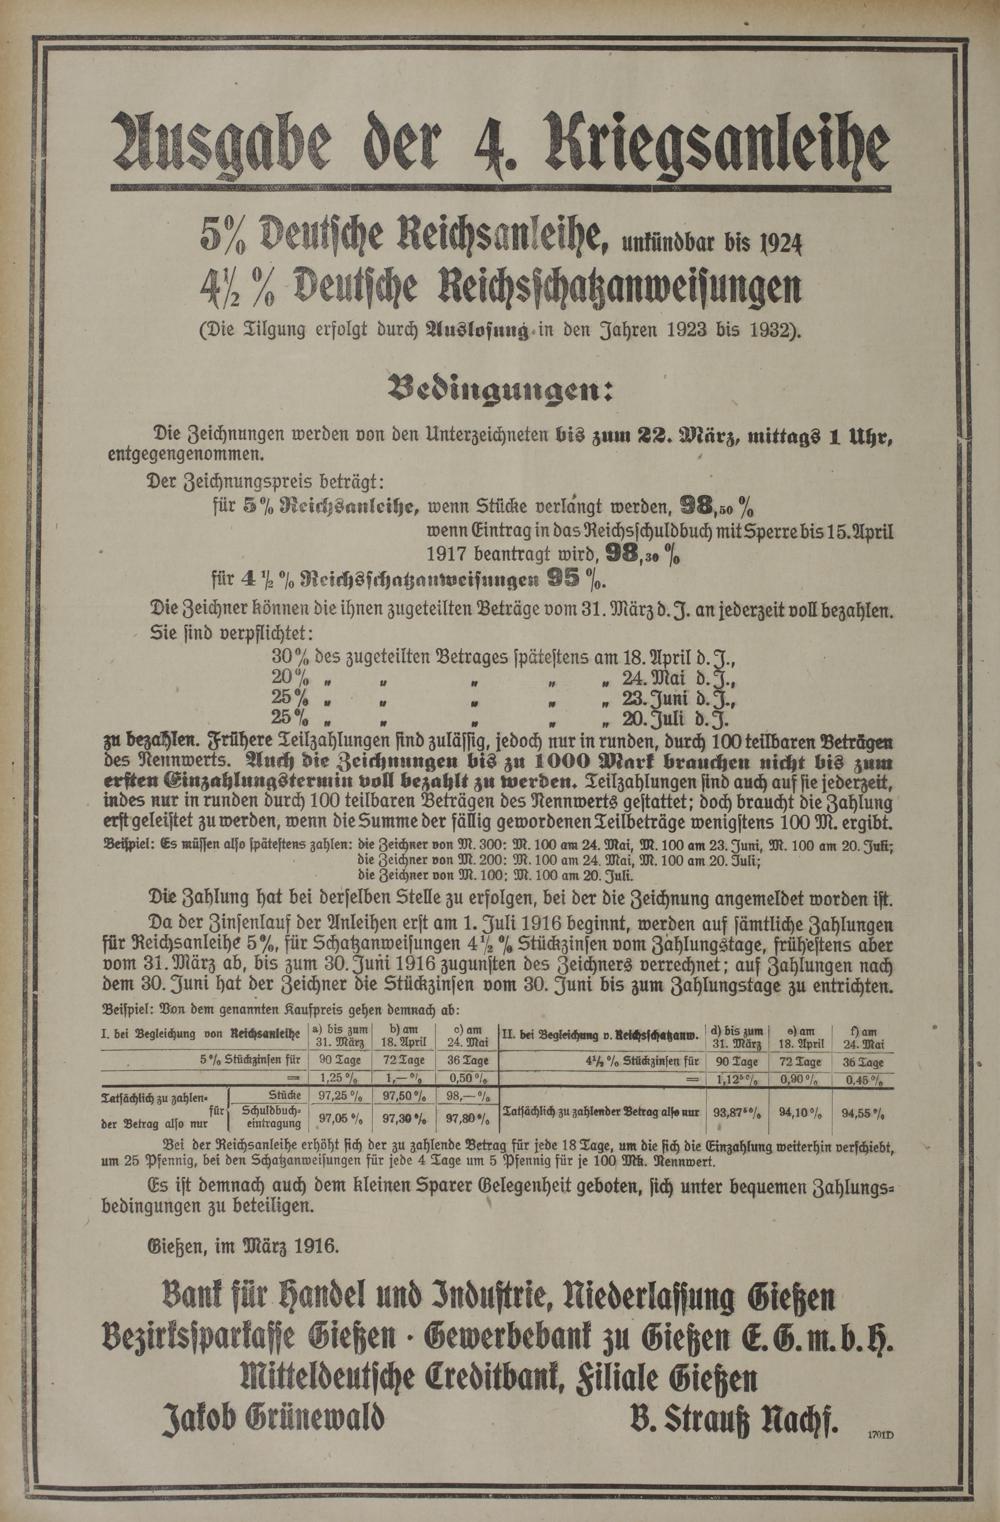 Ausgabe der 4. Kriegsanleihe
5% Deutsche Reichsanleihe, unkündbar bis 1924
4½ % Deutsche Reichsschatzanweisungen
(Die Tilgung erfolgt durch Auslosung in den Jahren 1923 bis 1932).
Bedingungen:
Die Zeichnungen werden von den Unterzeichneten bis zum 22. März, mittags 1 Uhr,
entgegengenommen.
Der Zeichnungspreis beträgt:
für 5% Reichsanleihe, wenn Stücke verlangt werden, 98,50 %
wenn Eintrag in das Reichsschuldbuch mit Sperre bis 15. April
1917 beantragt wird, 98,30 %
für 4 ½ % Reichsschatzanweisungen 95 %.
Die Zeichner können die ihnen zugeteilten Beträge vom 31. März d. J. an jederzeit voll bezahlen.
Sie sind verpflichtet:
30% des zugeteilten Betrages spätestens am 18. April d. J.,
20% „ „ „ „ „ 24. Mai d. J.,
25% „ „ „ „ „ 23. Juni d. J.,
25% „ „ „ „ „ 20. Juli d. J.
zu bezahlen. Frühere Teilzahlungen sind zulässig, jedoch nur in runden, durch 100 teilbaren Beträgen
des Nennwerts. Auch die Zeichnungen bis zu 1000 Mark brauchen nicht bis zum
ersten Einzahlungstermin voll bezahlt zu werden. Teilzahlungen sind auch auf sie jederzeit,
indes nur in runden durch 100 teilbaren Beträgen des Nennwerts gestattet; doch braucht die Zahlung
erst geleistet zu werden, wenn die Summe der fällig gewordenen Teilbeträge wenigstens 100 M. ergibt.
Beispiel: Es müssen also spätestens zahlen: die Zeichner von M. 300: M. 100 am 24. Mai, M. 100 am 23. Juni, M. 100 am 20. Juli;
die Zeichner von M. 200: M. 100 am 24. Mai, M. 100 am 20. Juli;
die Zeichner von M. 100; M. 100 am 20. Juli.
Die Zahlung hat bei derselben Stelle zu erfolgen, bei der die Zeichnung angemeldet worden ist.
Da der Zinsenlauf der Anleihen erst am 1. Juli 1916 beginnt, werden auf sämtliche Zahlungen
für Reichsanleihe 5%, für Schatzanweisungen 4½ % Stückzinsen vom Zahlungstage, frühestens aber
vom 31. März ab, bis zum 30. Juni 1916 zugunsten des Zeichners verrechnet; auf Zahlungen nach
dem 30. Juni hat der Zeichner die Stückzinsen vom 30. Juni bis zum Zahlungstage zu entrichten.
Beispiel: Von dem genannten Kaufpreis gehen demnach ab:
I. bei Begleichung von Reichsanleihe a) bis zum 31. März b) am 18. April c) am 24. Mai II. bei Begleichung v. Reichsschatzanw. d) bis zum 31. März e) am 18. April f) am 24. Mai
5% Stückzinsen für 90 Tage 72 Tage 36 Tage 4½ % Stückzinsen für 90 Tage 72 Tage 36 Tage
= 1,25 % 1,—% 0,50 % = 1,125% 0,90 % 0,45 %
Tatsächlich zu zahlen- Stücke 97,25 % 97,50 % 98,—%
der Betrag also nur für Schuldbuch- eintragung 97,05 % 97,30 % 97,80 % Tatsächlich zu zahlender Betrag also nur 93,875% 94,10 % 94,55 %
Bei der Reichsanleihe erhöht sich der zu zahlende Betrag für jede 18 Tage, um die sich die Einzahlung weiterhin verschiebt,
um 25 Pfennig, bei den Schatzanweisungen für jede 4 Tage um 5 Pfennig für je 100 Mk. Nennwert.
Es ist demnach auch dem kleinen Sparer Gelegenheit geboten, sich unter bequemen Zahlungs-
bedingungen zu beteiligen.
Gießen, im März 1916.
Bank für Handel und Industrie, Niederlassung Gießen
Bezirkssparkasse Gießen · Gewerbebank zu Gießen E. G. m. b. H.
Mitteldeutsche Creditbank, Filiale Gießen
Jakob Grünewald B. Strauß Nachf.
1701D